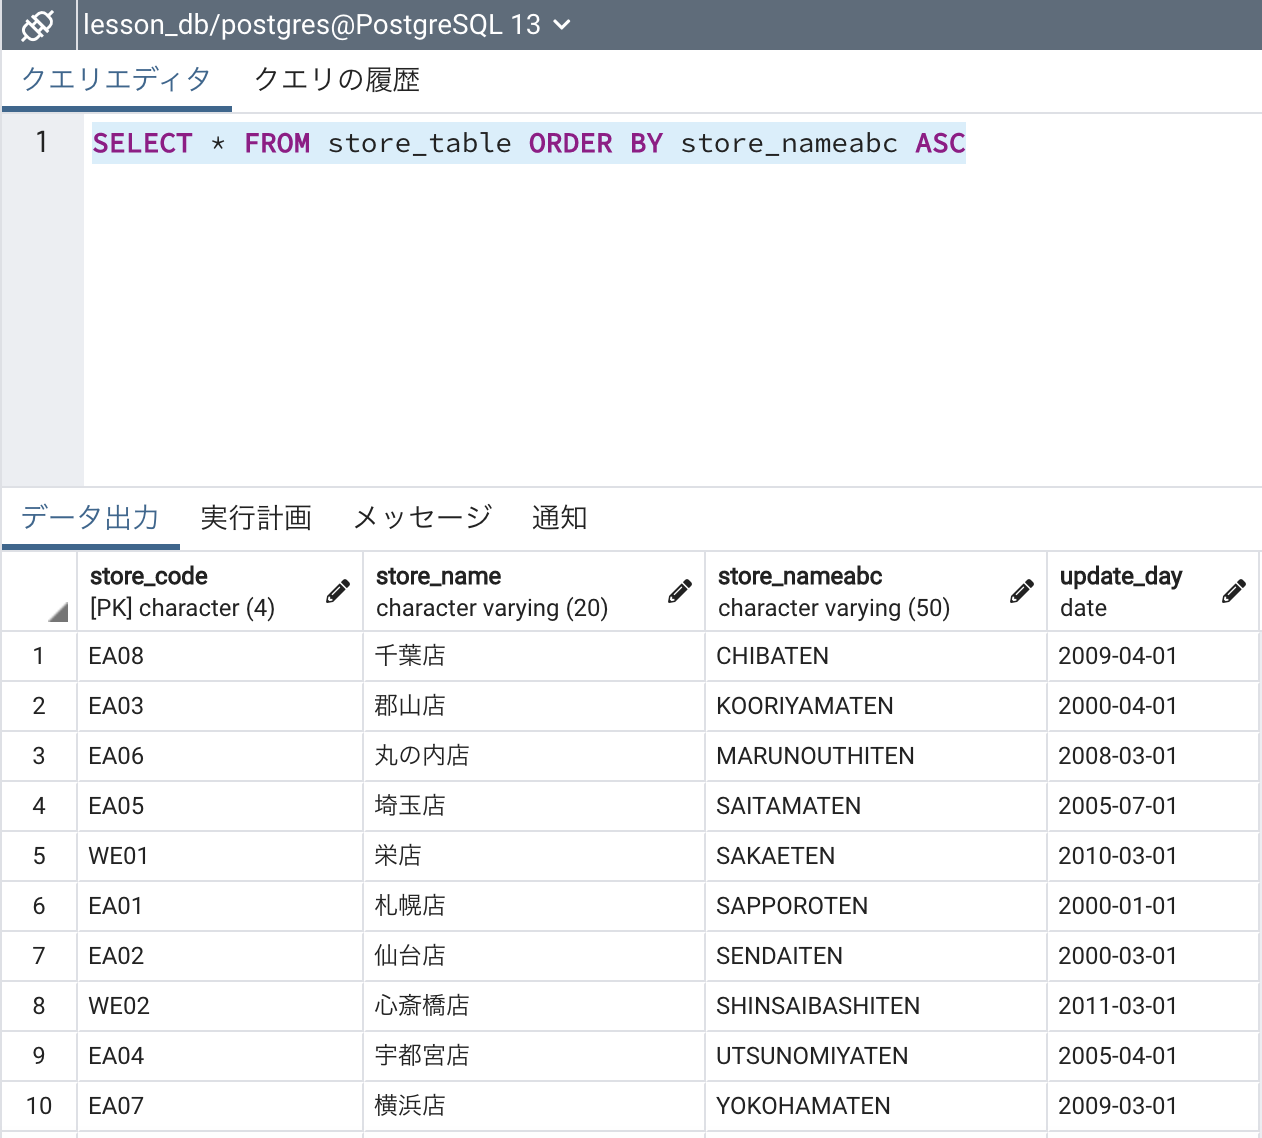 lesson_db/postgres@PostgreSQL 13
クエリエディタ クエリの履歴
1 SELECT * FROM store_table ORDER BY store_nameabc ASC
データ出力 実行計画 メッセージ 通知
store_code store_name store_nameabc update_day
[PK] character (4) character varying (20) character varying (50) date
1 EA08 千葉店 CHIBATEN 2009-04-01
2 EA03 郡山店 KOORIYAMATEN 2000-04-01
3 EA06 丸の内店 MARUNOUTHITEN 2008-03-01
4 EA05 埼玉店 SAITAMATEN 2005-07-01
5 WE01 栄店 SAKAETEN 2010-03-01
6 EA01 札幌店 SAPPOROTEN 2000-01-01
7 EA02 仙台店 SENDAITEN 2000-03-01
8 WE02 心斎橋店 SHINSAIBASHITEN 2011-03-01
9 EA04 宇都宮店 UTSUNOMIYATEN 2005-04-01
10 EA07 横浜店 YOKOHAMATEN 2009-03-01